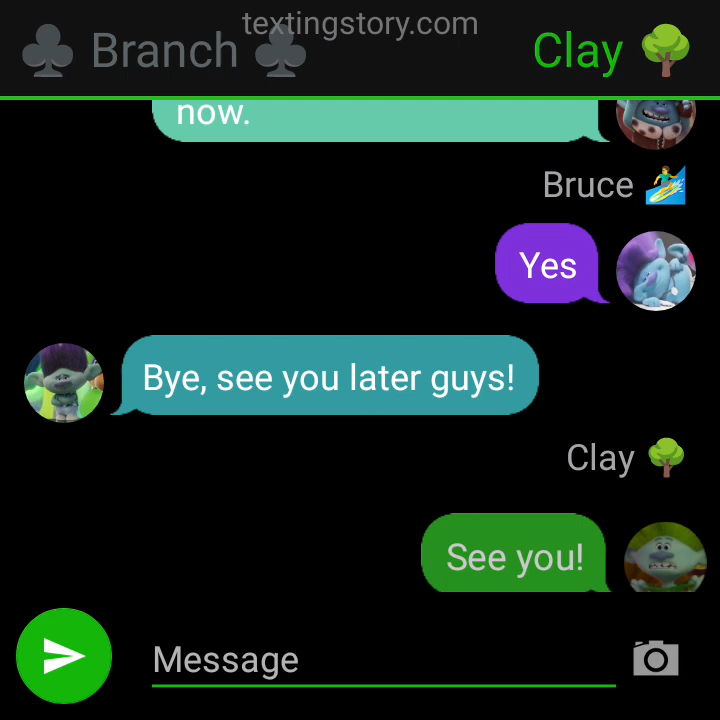 textingstory.com
♣ Branch ♣
Clay 🌳
now.
Bruce 🏄‍♂️
Yes
Bye, see you later guys!
Clay 🌳
See you!
Message